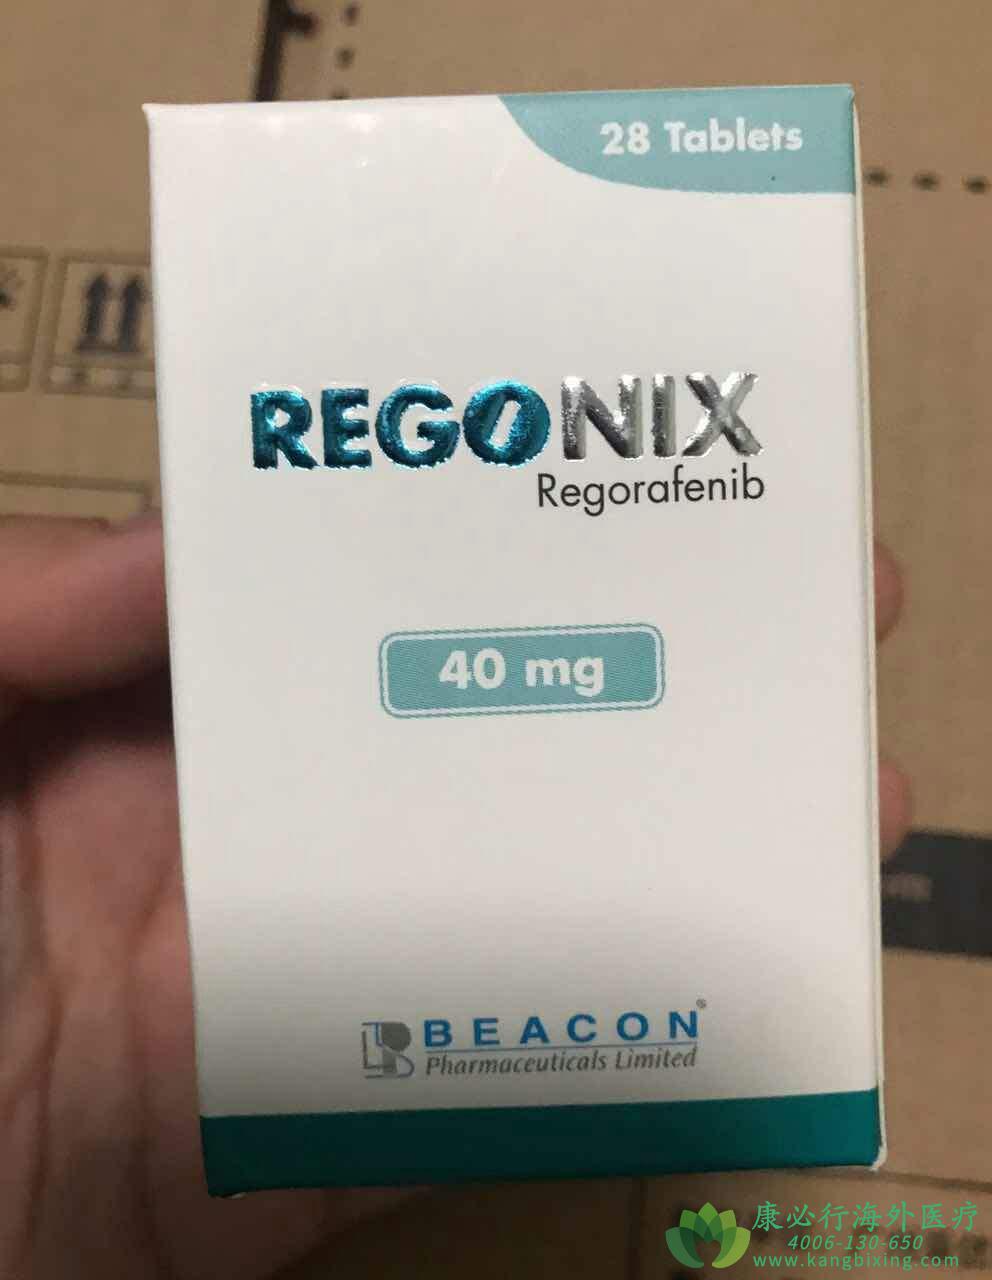 28 Tablets
REGONIX
Regorafenib
40 mg
BEACON®
Pharmaceuticals Limited
康必行海外医疗
4006-130-650
www.kangbixing.com